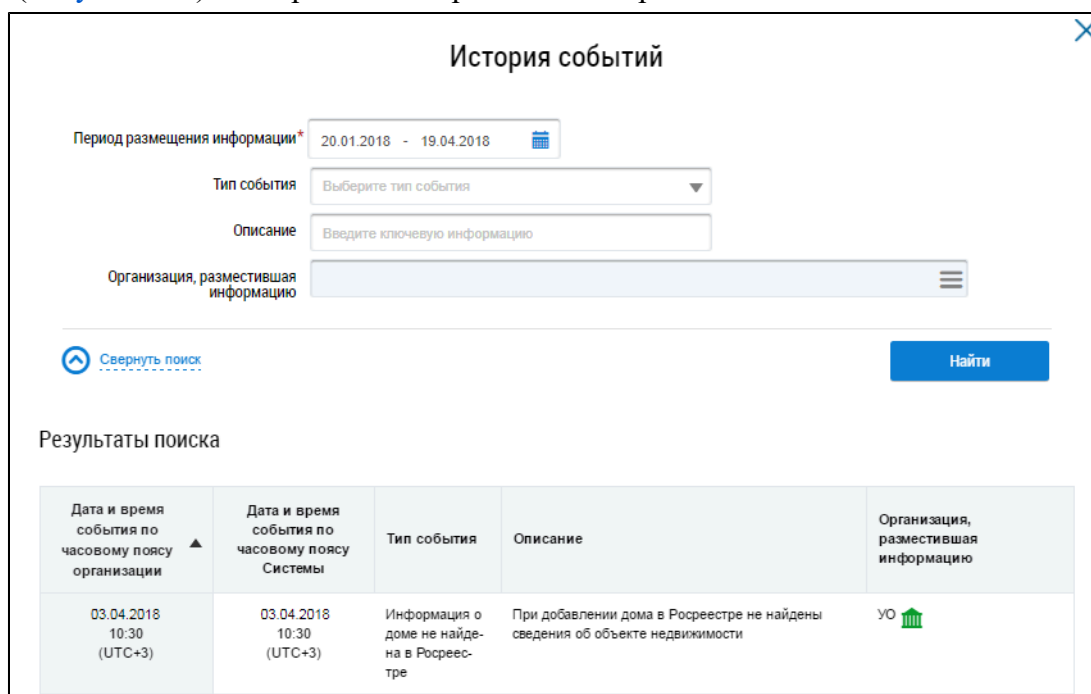 История событий
Период размещения информации*
20.01.2018 - 19.04.2018
Тип события
Выберите тип события
Описание
Введите ключевую информацию
Организация, разместившая
информацию
Свернуть поиск
Найти
Результаты поиска
Дата и время
события по
часовому поясу
организации
Дата и время
события по
часовому поясу
Системы
Тип события
Описание
Организация,
разместившая
информацию
03.04.2018
10:30
(UTC+3)
03.04.2018
10:30
(UTC+3)
Информация о
доме не найде-
на в Росреес-
тре
При добавлении дома в Росреестре не найдены
сведения об объекте недвижимости
УО